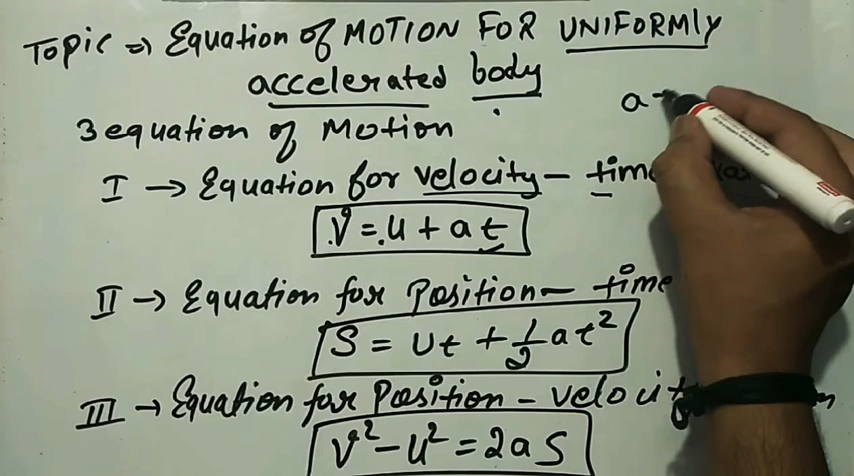 Topic ⇒ Equation of MOTION FOR UNIFORMLY
accelerated body
a
3 equation of Motion
I → Equation for velocity - time
V = u + at
II → Equation for Position - time
S = ut + 1/2 at²
III → Equation for Position - velocity
V² - u² = 2aS